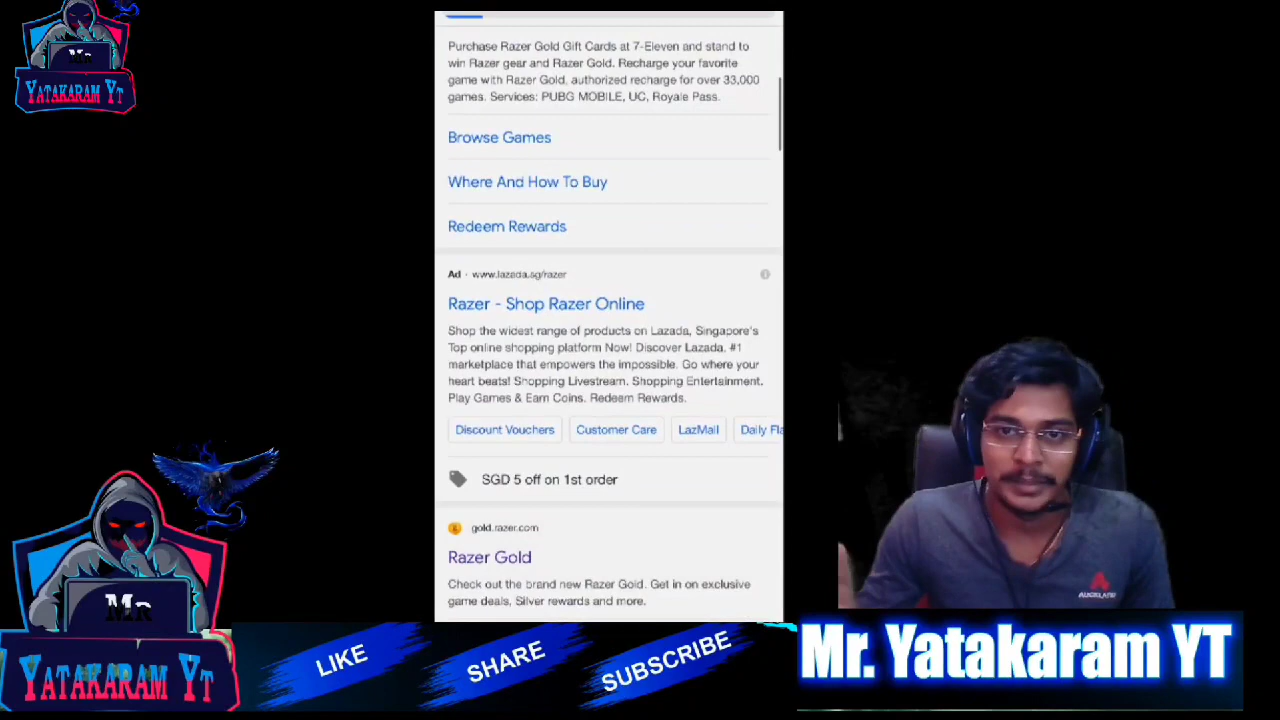 Mr
YATAKARAM YT
Purchase Razer Gold Gift Cards at 7-Eleven and stand to
win Razer gear and Razer Gold. Recharge your favorite
game with Razer Gold, authorized recharge for over 33,000
games. Services: PUBG MOBILE, UC, Royale Pass.
Browse Games
Where And How To Buy
Redeem Rewards
Ad · www.lazada.sg/razer
Razer - Shop Razer Online
Shop the widest range of products on Lazada, Singapore's
Top online shopping platform Now! Discover Lazada. #1
marketplace that empowers the impossible. Go where your
heart beats! Shopping Livestream. Shopping Entertainment.
Play Games & Earn Coins. Redeem Rewards.
Discount Vouchers Customer Care LazMall Daily Fla
SGD 5 off on 1st order
gold.razer.com
Razer Gold
Check out the brand new Razer Gold. Get in on exclusive
game deals, Silver rewards and more.
AUCKLAND
Mr
YATAKARAM YT
LIKE
SHARE
SUBSCRIBE
Mr. Yatakaram YT